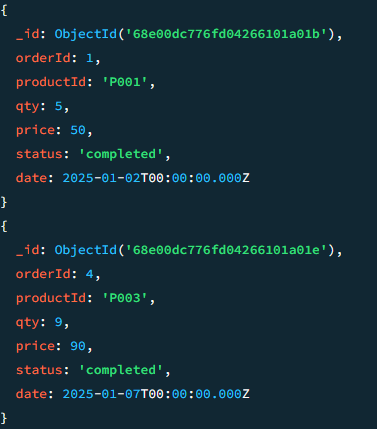 {
_id: ObjectId('68e00dc776fd04266101a01b'),
orderId: 1,
productId: 'P001',
qty: 5,
price: 50,
status: 'completed',
date: 2025-01-02T00:00:00.000Z
}
{
_id: ObjectId('68e00dc776fd04266101a01e'),
orderId: 4,
productId: 'P003',
qty: 9,
price: 90,
status: 'completed',
date: 2025-01-07T00:00:00.000Z
}